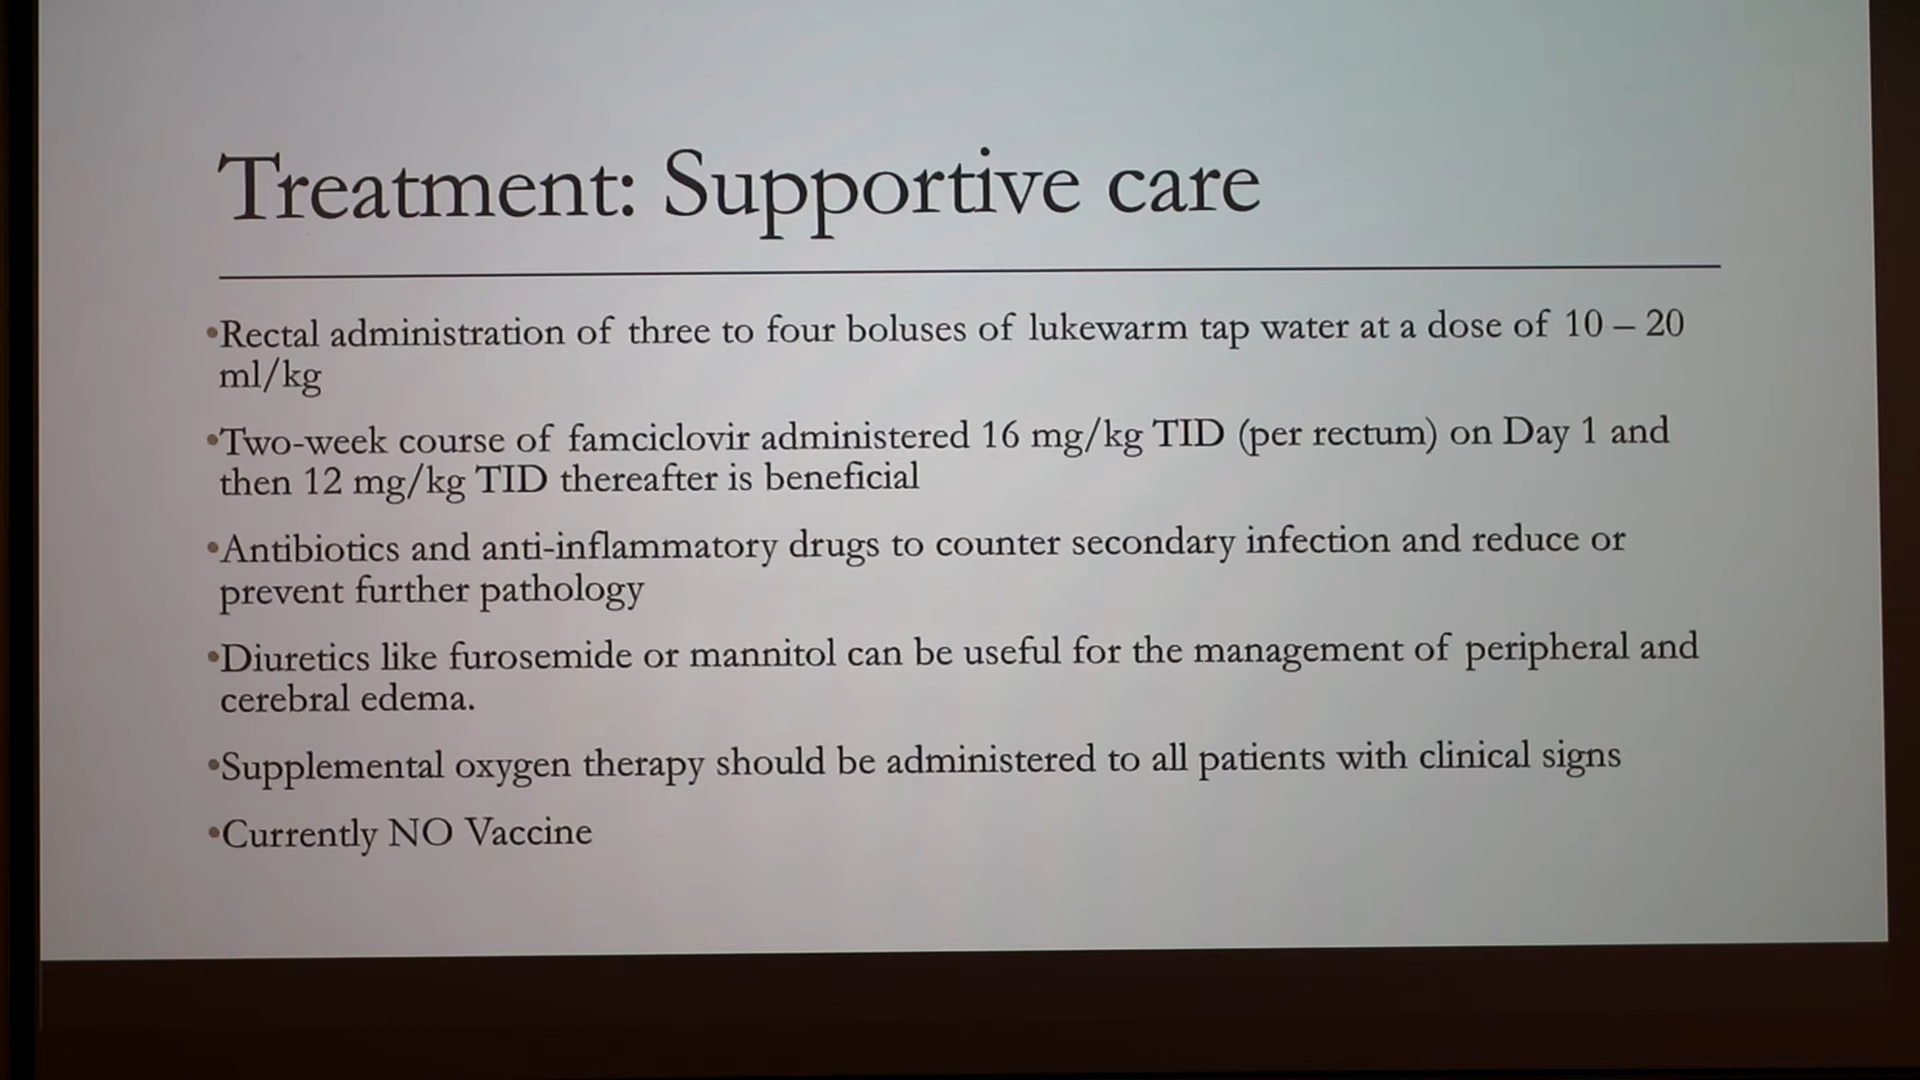 Treatment: Supportive care
•Rectal administration of three to four boluses of lukewarm tap water at a dose of 10 – 20
ml/kg
•Two-week course of famciclovir administered 16 mg/kg TID (per rectum) on Day 1 and
then 12 mg/kg TID thereafter is beneficial
•Antibiotics and anti-inflammatory drugs to counter secondary infection and reduce or
prevent further pathology
•Diuretics like furosemide or mannitol can be useful for the management of peripheral and
cerebral edema.
•Supplemental oxygen therapy should be administered to all patients with clinical signs
•Currently NO Vaccine